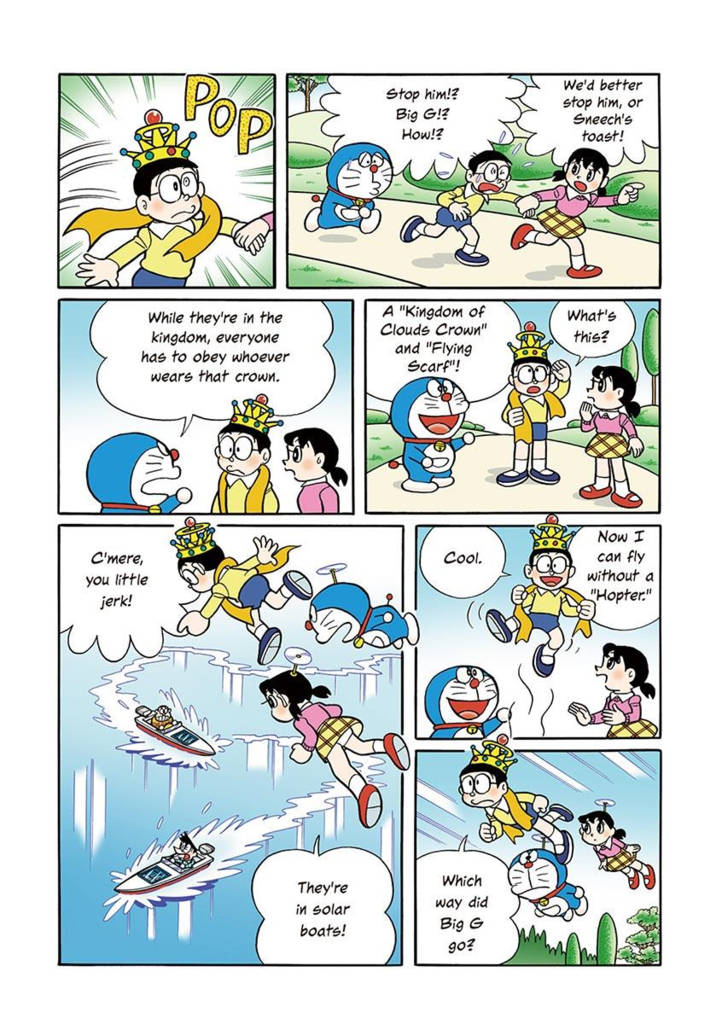 We'd better
stop him, or
Sneech's
toast!
Stop him!?
Big G!?
How!?
POP
What's
this?
A "Kingdom of
Clouds Crown"
and "Flying
Scarf"!
While they're in the
kingdom, everyone
has to obey whoever
wears that crown.
Now I
can fly
without a
"Hopter."
Cool.
Which
way did
Big G
go?
They're
in solar
boats!
C'mere,
you little
jerk!